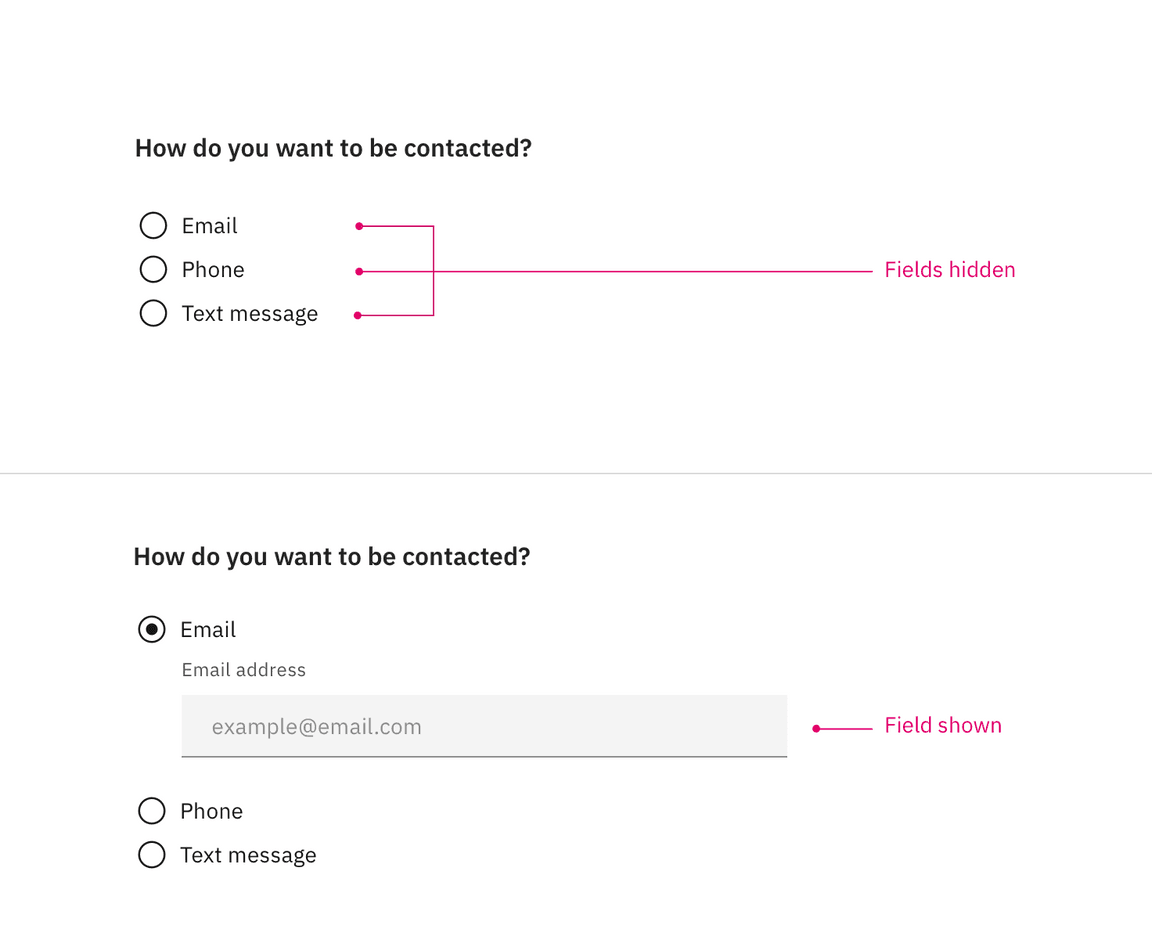 How do you want to be contacted?
Email
Phone
Fields hidden
Text message
How do you want to be contacted?
Email
Email address
example@email.com
Field shown
Phone
Text message